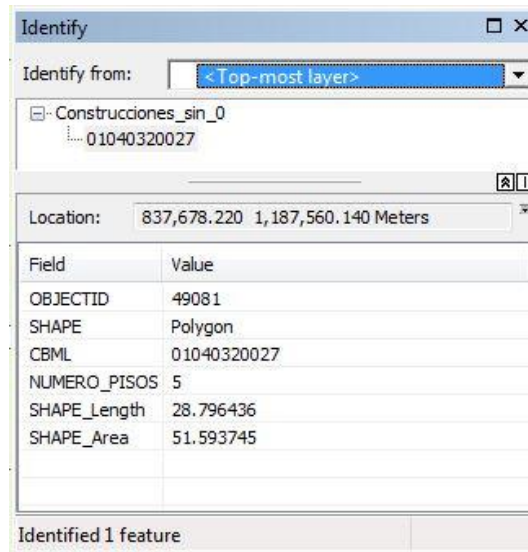 Identify
Identify from: <Top-most layer>
Construcciones_sin_0
01040320027
Location: 837,678.220 1,187,560.140 Meters
Field Value
OBJECTID 49081
SHAPE Polygon
CBML 01040320027
NUMERO_PISOS 5
SHAPE_Length 28.796436
SHAPE_Area 51.593745
Identified 1 feature